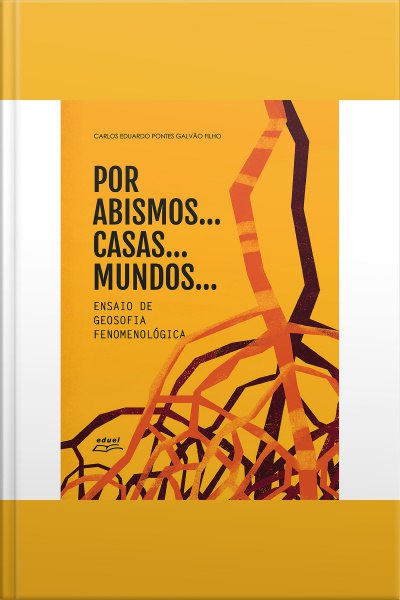 CARLOS EDUARDO PONTES GALVÃO FILHO
POR
ABISMOS...
CASAS...
MUNDOS...
ENSAIO DE
GEOSOFIA
FENOMENOLÓGICA
eduel